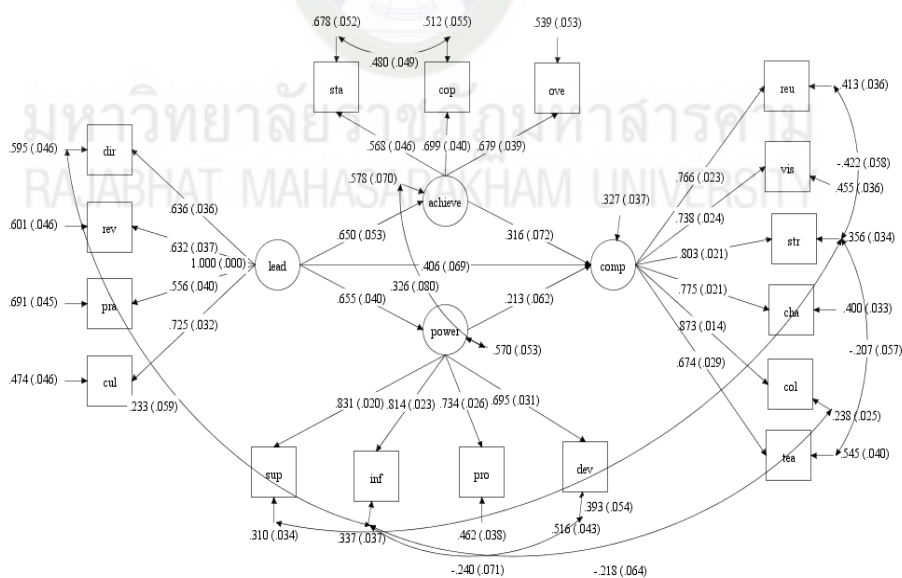 .678 (.052) .512 (.055) .539 (.053)
.480 (.049)
sta cop ove reu .413 (.036)
มหาวิทยาลัยราชภัฏมหาสารคาม
.595 (.046) dir .568 (.046) .699 (.040) .679 (.039) -.422 (.058)
RAJABHAT MAHASARAKHAM UNIVERSITY
.578 (.070) .766 (.023) vis .455 (.036)
.636 (.036) achieve .327 (.037) .738 (.024)
.601 (.046) rev .632 (.037) .650 (.053) .316 (.072) .803 (.021) str .356 (.034)
1.000 (.000) lead .406 (.069) comp
.691 (.045) pra .556 (.040) .326 (.080) .775 (.021) cha .400 (.033)
.725 (.032) .655 (.040) power .213 (.062) .873 (.014)
.570 (.053) -.207 (.057)
.474 (.046) cul .674 (.029) col
.233 (.059) .831 (.020) .814 (.023) .734 (.026) .695 (.031) .238 (.025)
sup inf pro dev tea .545 (.040)
.393 (.054)
.310 (.034) .337 (.037) .462 (.038) .516 (.043)
-.240 (.071) -.218 (.064)